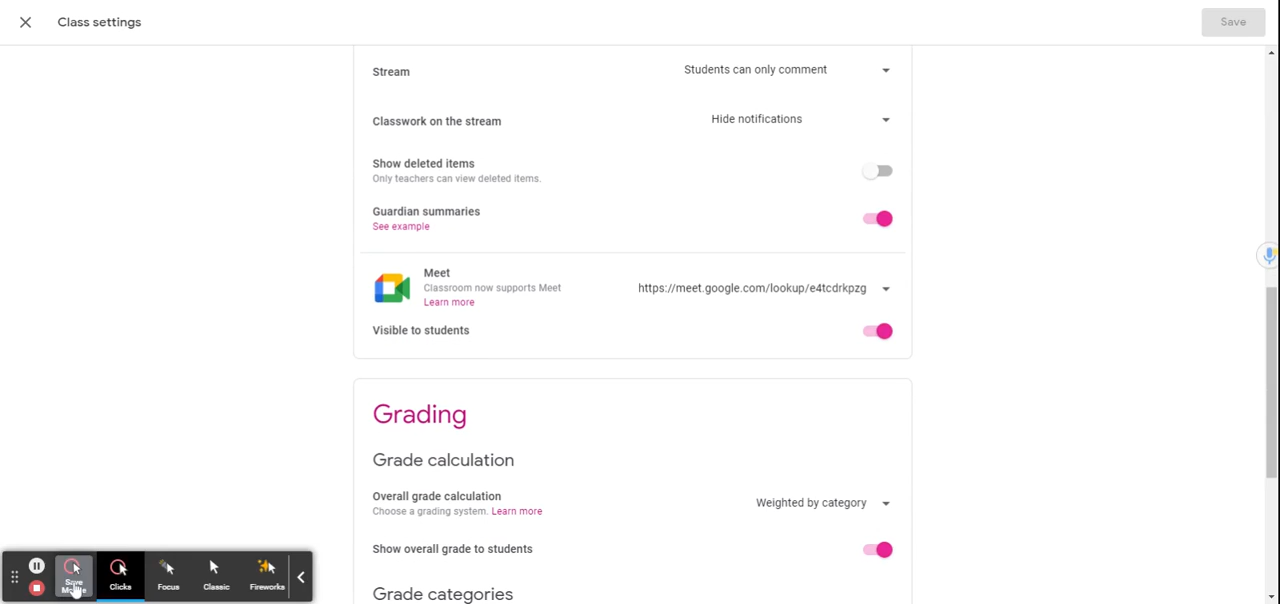 Class settings
Save
Stream
Students can only comment
Classwork on the stream
Hide notifications
Show deleted items
Only teachers can view deleted items.
Guardian summaries
See example
Meet
Classroom now supports Meet
Learn more
https://meet.google.com/lookup/e4tcdrkpzg
Visible to students
Grading
Grade calculation
Overall grade calculation
Choose a grading system. Learn more
Weighted by category
Show overall grade to students
Grade categories
Save
Clicks
Focus
Classic
Fireworks